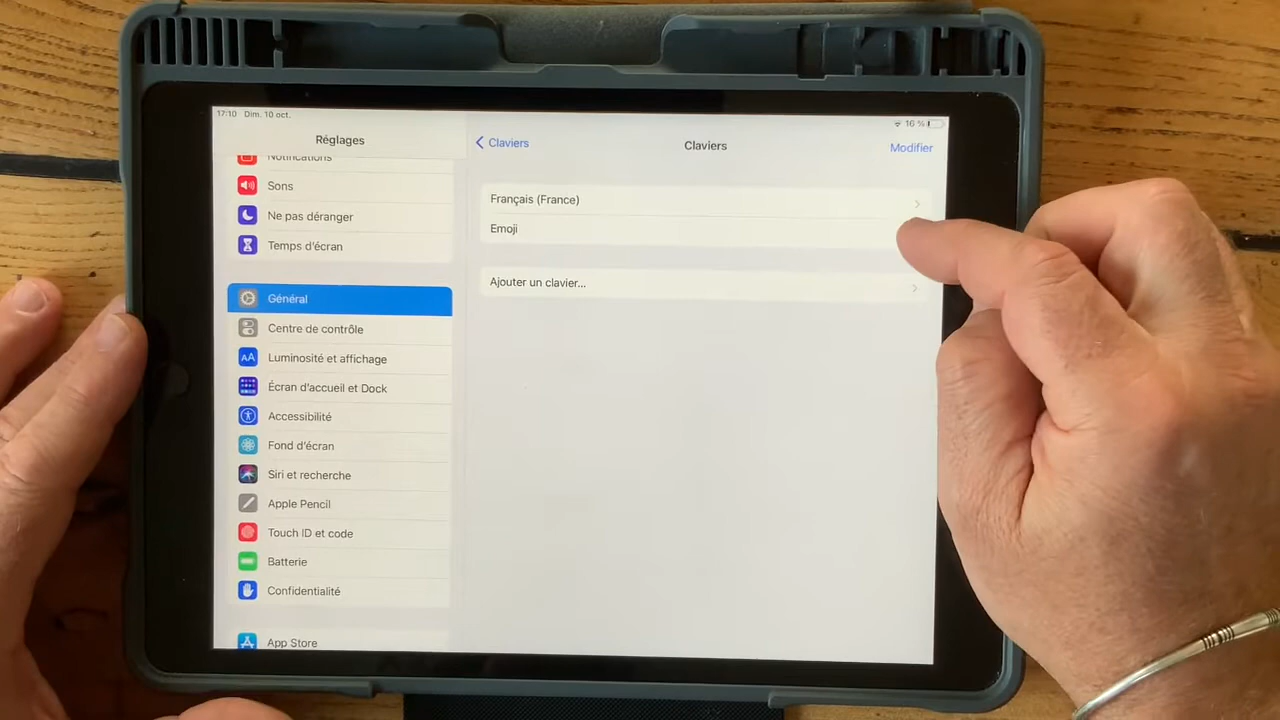 17:10 Dim. 10 oct.
16 %
Réglages
Claviers
Claviers
Modifier
Notifications
Sons
Ne pas déranger
Temps d'écran
Général
Centre de contrôle
AA Luminosité et affichage
Écran d'accueil et Dock
Accessibilité
Fond d'écran
Siri et recherche
Apple Pencil
Touch ID et code
Batterie
Confidentialité
App Store
Français (France)
Emoji
Ajouter un clavier...